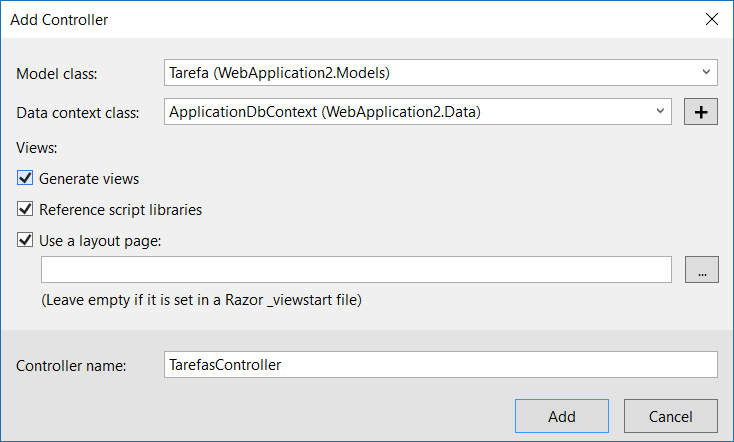 Add Controller
Model class: Tarefa (WebApplication2.Models)
Data context class: ApplicationDbContext (WebApplication2.Data) +
Views:
Generate views
Reference script libraries
Use a layout page:
...
(Leave empty if it is set in a Razor _viewstart file)
Controller name: TarefasController
Add Cancel